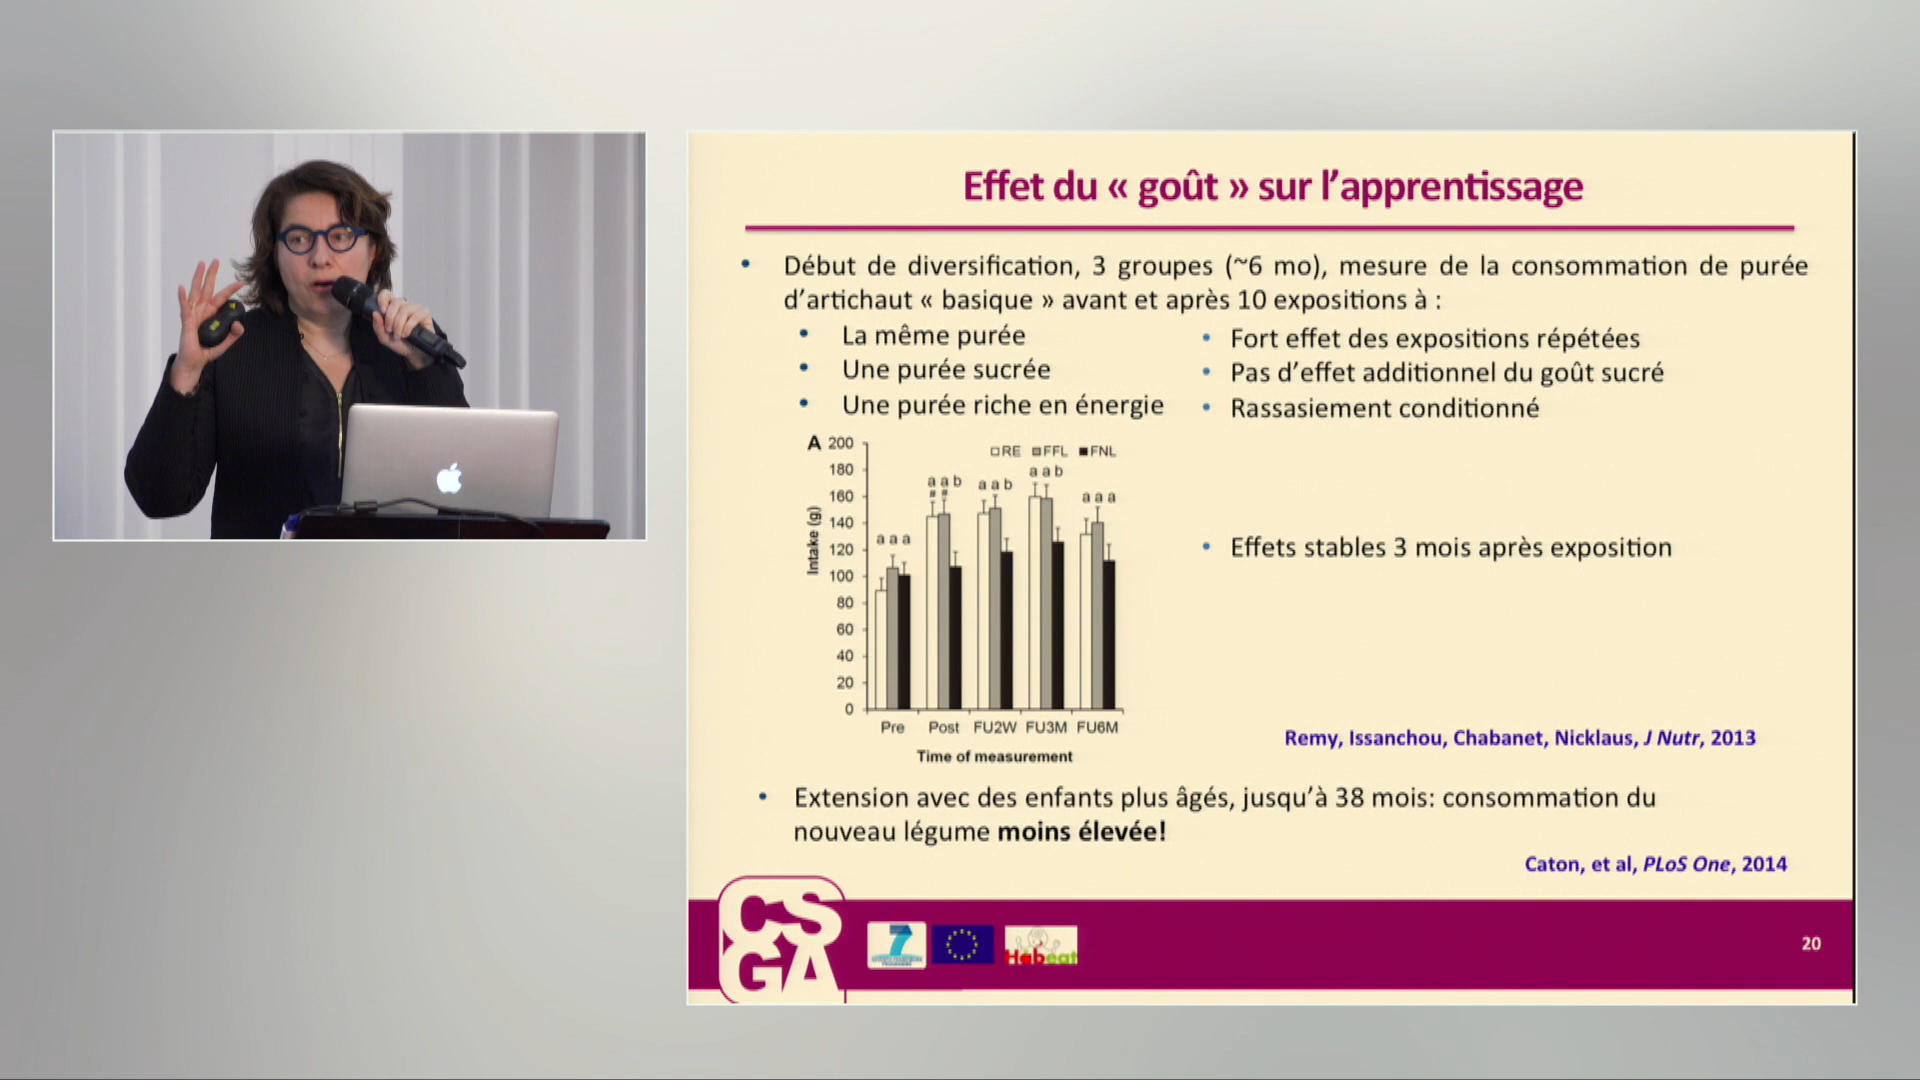 Effet du « goût » sur l'apprentissage
• Début de diversification, 3 groupes (~6 mo), mesure de la consommation de purée
d'artichaut « basique » avant et après 10 expositions à :
• La même purée
• Une purée sucrée
• Une purée riche en énergie
• Fort effet des expositions répétées
• Pas d'effet additionnel du goût sucré
• Rassasiement conditionné
A
RE FFL FNL
200
180
160
140
120
100
80
60
40
20
0
Intake (g)
a a a
a a b
# #
a a b
a a b
a a a
Pre Post FU2W FU3M FU6M
Time of measurement
• Effets stables 3 mois après exposition
Remy, Issanchou, Chabanet, Nicklaus, J Nutr, 2013
• Extension avec des enfants plus âgés, jusqu'à 38 mois: consommation du
nouveau légume moins élevée!
Caton, et al, PLoS One, 2014
CS
GA
7
Habeat
20